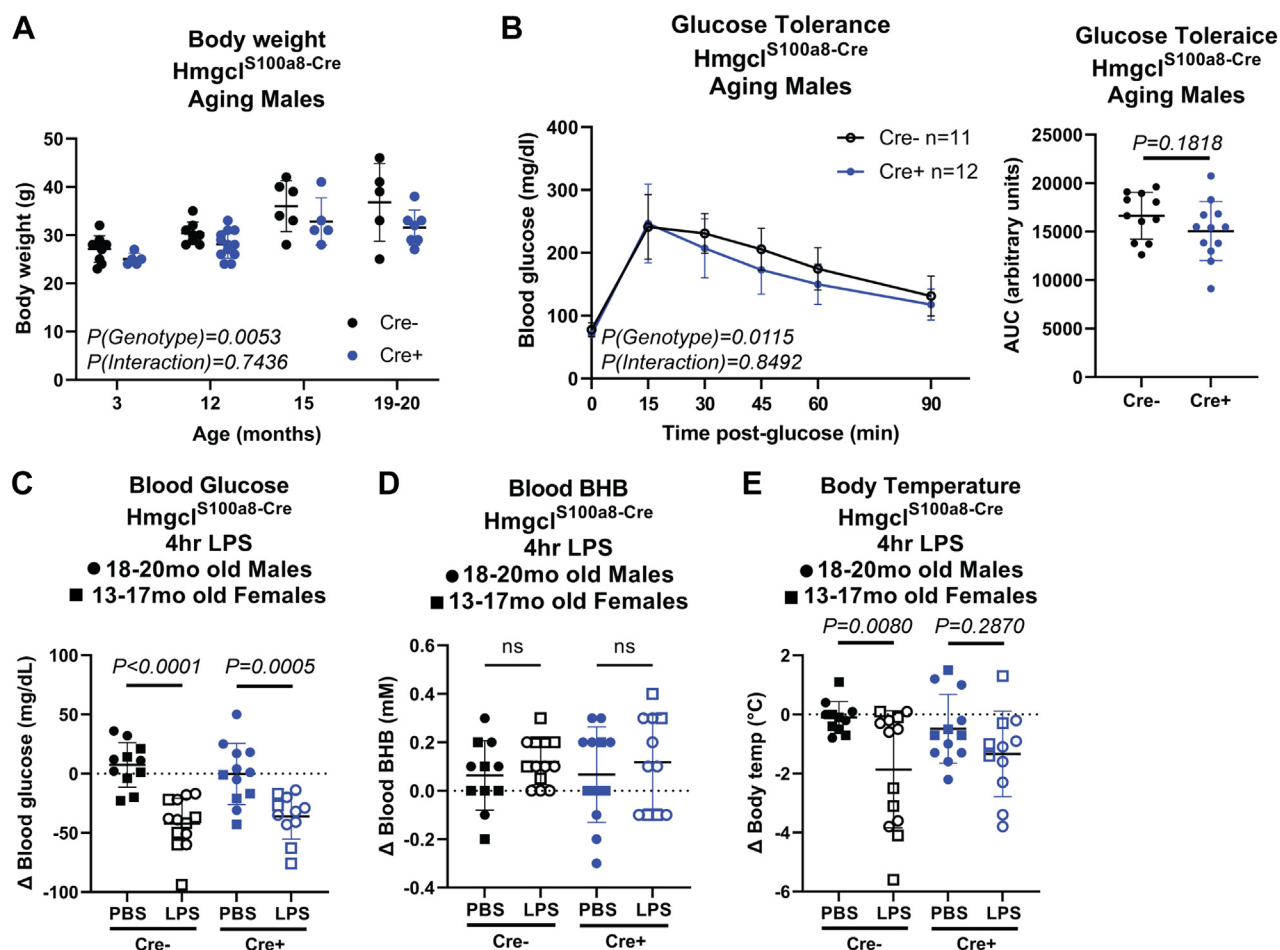 A
Body weight
Hmgcl^S100a8-Cre
Aging Males
Body weight (g)
50
40
30
20
10
0
P(Genotype)=0.0053
P(Interaction)=0.7436
Cre-
Cre+
3
12
15
19-20
Age (months)
B
Glucose Tolerance
Hmgcl^S100a8-Cre
Aging Males
Blood glucose (mg/dl)
400
300
200
100
0
Cre- n=11
Cre+ n=12
P(Genotype)=0.0115
P(Interaction)=0.8492
0
15
30
45
60
90
Time post-glucose (min)
Glucose Toleraice
Hmgcl^S100a8-Cre
Aging Males
P=0.1818
AUC (arbitrary units)
25000
20000
15000
10000
5000
0
Cre-
Cre+
C
Blood Glucose
Hmgcl^S100a8-Cre
4hr LPS
18-20mo old Males
13-17mo old Females
P<0.0001
P=0.0005
Δ Blood glucose (mg/dL)
100
50
0
-50
-100
PBS
LPS
PBS
LPS
Cre-
Cre+
D
Blood BHB
Hmgcl^S100a8-Cre
4hr LPS
18-20mo old Males
13-17mo old Females
ns
ns
Δ Blood BHB (mM)
0.6
0.4
0.2
0.0
-0.2
-0.4
PBS
LPS
PBS
LPS
Cre-
Cre+
E
Body Temperature
Hmgcl^S100a8-Cre
4hr LPS
18-20mo old Males
13-17mo old Females
P=0.0080
P=0.2870
Δ Body temp (°C)
2
0
-2
-4
-6
PBS
LPS
PBS
LPS
Cre-
Cre+